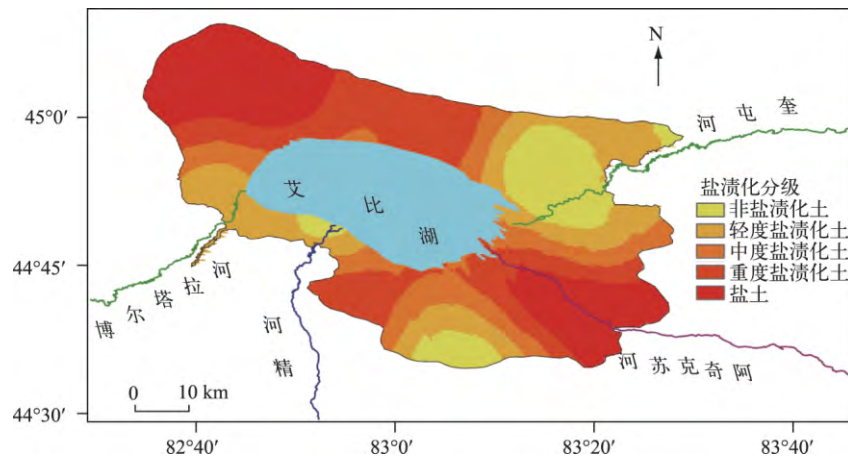 N
45°0′
44°45′
44°30′
82°40′
83°0′
83°20′
83°40′
0 10 km
艾比湖
河屯奎
博尔塔拉河
河精
河苏克奇阿
盐渍化分级
非盐渍化土
轻度盐渍化土
中度盐渍化土
重度盐渍化土
盐土